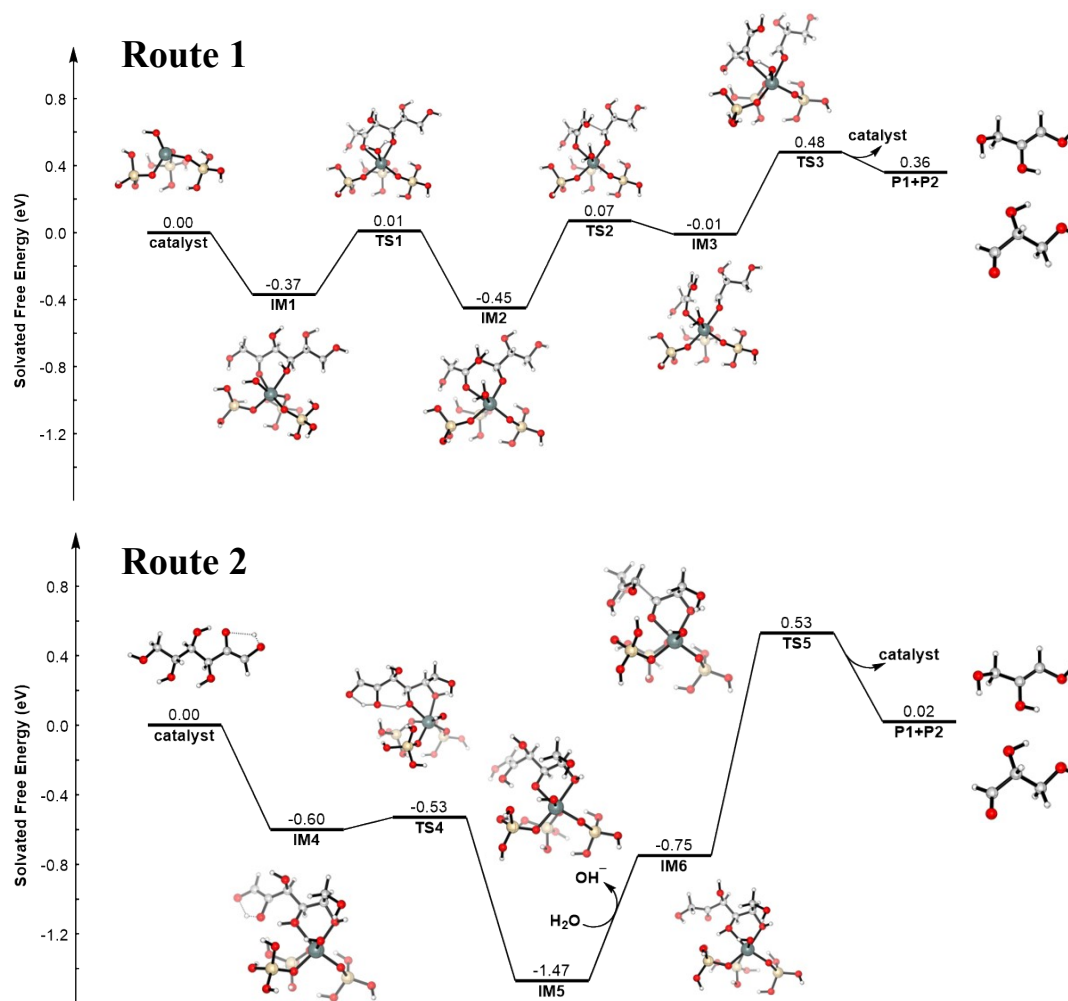 Route 1
Solvated Free Energy (eV)
0.8
0.4
0.0
-0.4
-0.8
-1.2
0.00
catalyst
-0.37
IM1
0.01
TS1
-0.45
IM2
0.07
TS2
-0.01
IM3
0.48
TS3
catalyst
0.36
P1+P2
Route 2
Solvated Free Energy (eV)
0.8
0.4
0.0
-0.4
-0.8
-1.2
0.00
catalyst
-0.60
IM4
-0.53
TS4
-1.47
IM5
H₂O
OH⁻
-0.75
IM6
0.53
TS5
catalyst
0.02
P1+P2